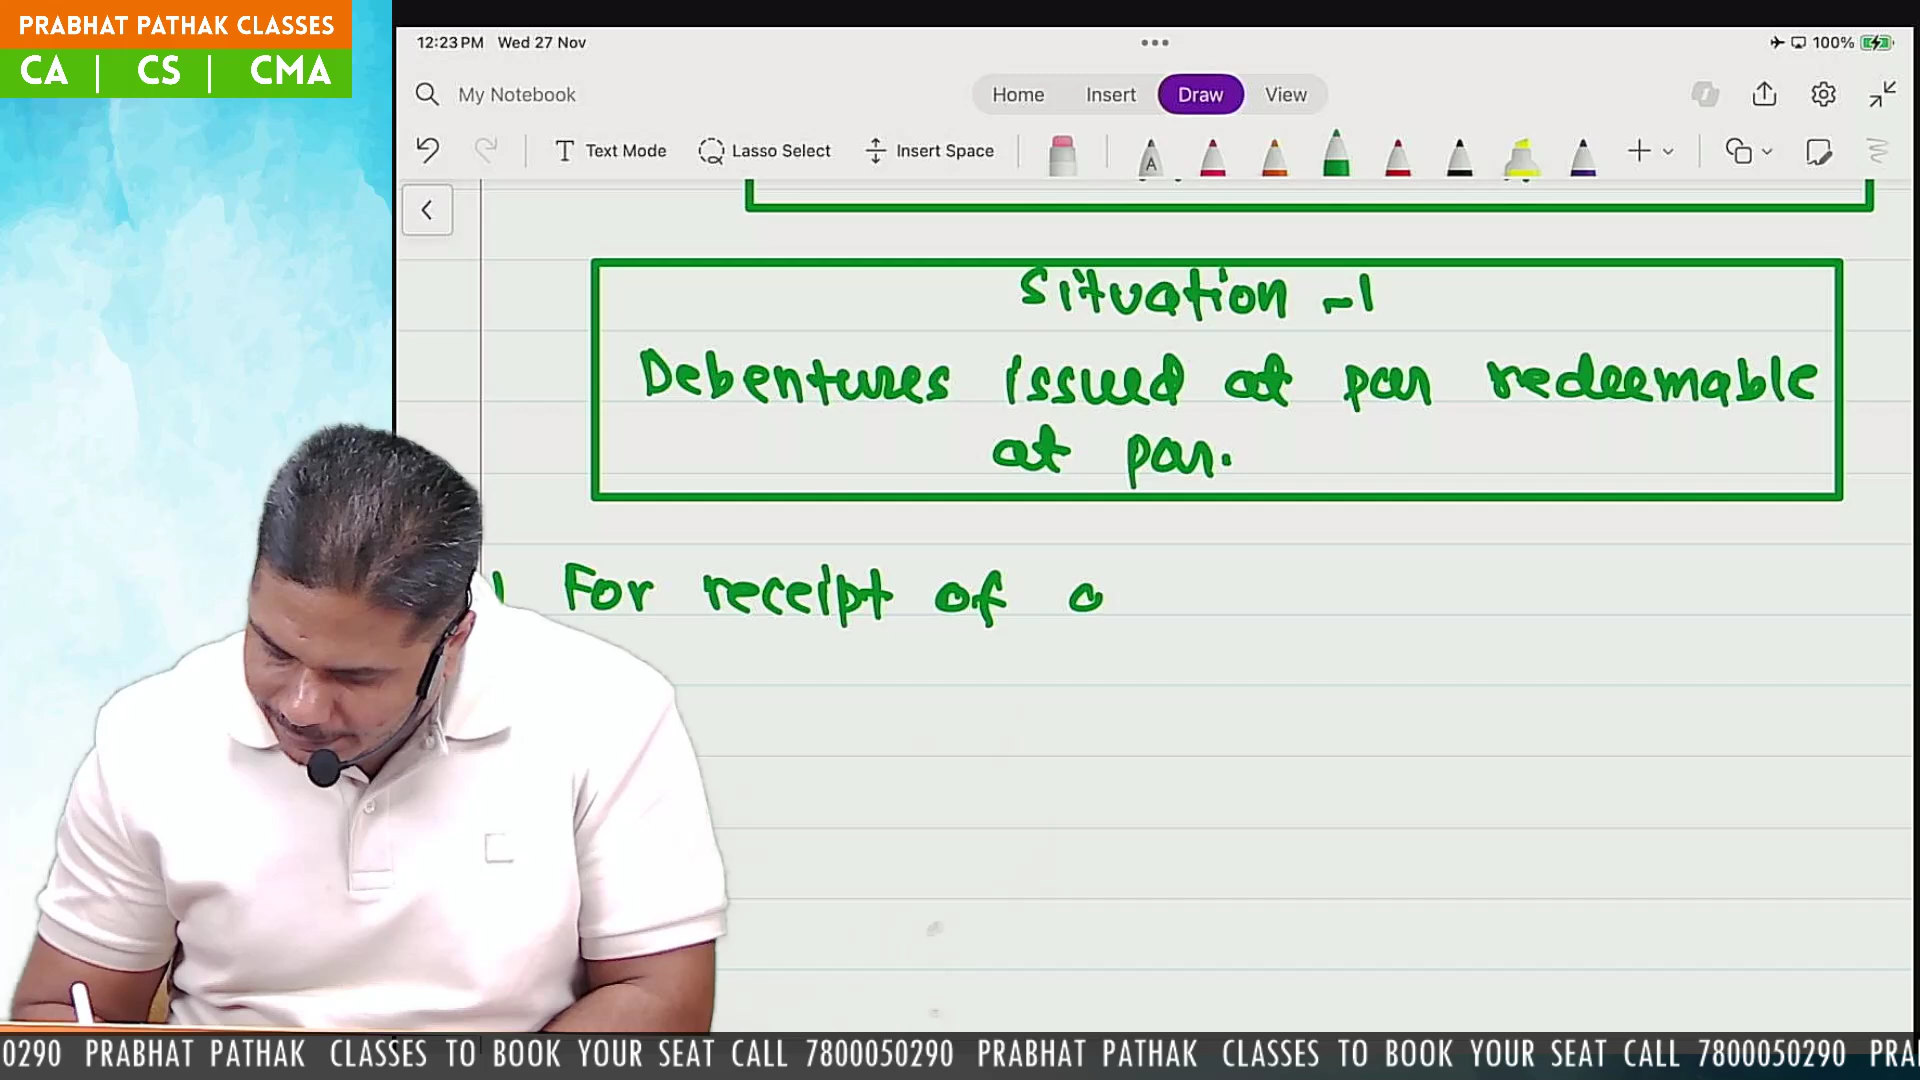 PRABHAT PATHAK CLASSES
CA | CS | CMA
12:23 PM Wed 27 Nov
100%
My Notebook
Home Insert Draw View
Text Mode Lasso Select Insert Space
A
Situation -1
Debentures issued at par redeemable
at par.
1 For receipt of a
0290 PRABHAT PATHAK CLASSES TO BOOK YOUR SEAT CALL 7800050290 PRABHAT PATHAK CLASSES TO BOOK YOUR SEAT CALL 7800050290 PRA